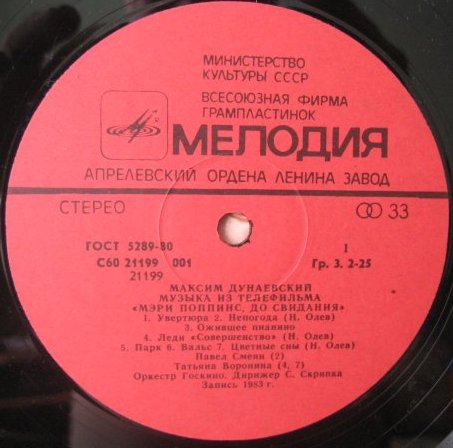 МИНИСТЕРСТВО
КУЛЬТУРЫ СССР
ВСЕСОЮЗНАЯ ФИРМА
ГРАМПЛАСТИНОК
МЕЛОДИЯ
АПРЕЛЕВСКИЙ ОРДЕНА ЛЕНИНА ЗАВОД
СТЕРЕО 33
ГОСТ 5289-80 I
С60 21199 001 Гр. 3. 2-25
21199
МАКСИМ ДУНАЕВСКИЙ
МУЗЫКА ИЗ ТЕЛЕФИЛЬМА
«МЭРИ ПОППИНС, ДО СВИДАНИЯ»
1. Увертюра 2. Непогода (Н. Олев)
3. Ожившее пианино
4. Леди «Совершенство» (Н. Олев)
5. Парк 6. Вальс 7. Цветные сны (Н. Олев)
Павел Смеян (2)
Татьяна Воронина (4, 7)
Оркестр Госкино. Дирижер С. Скрипка
Запись 1983 г.